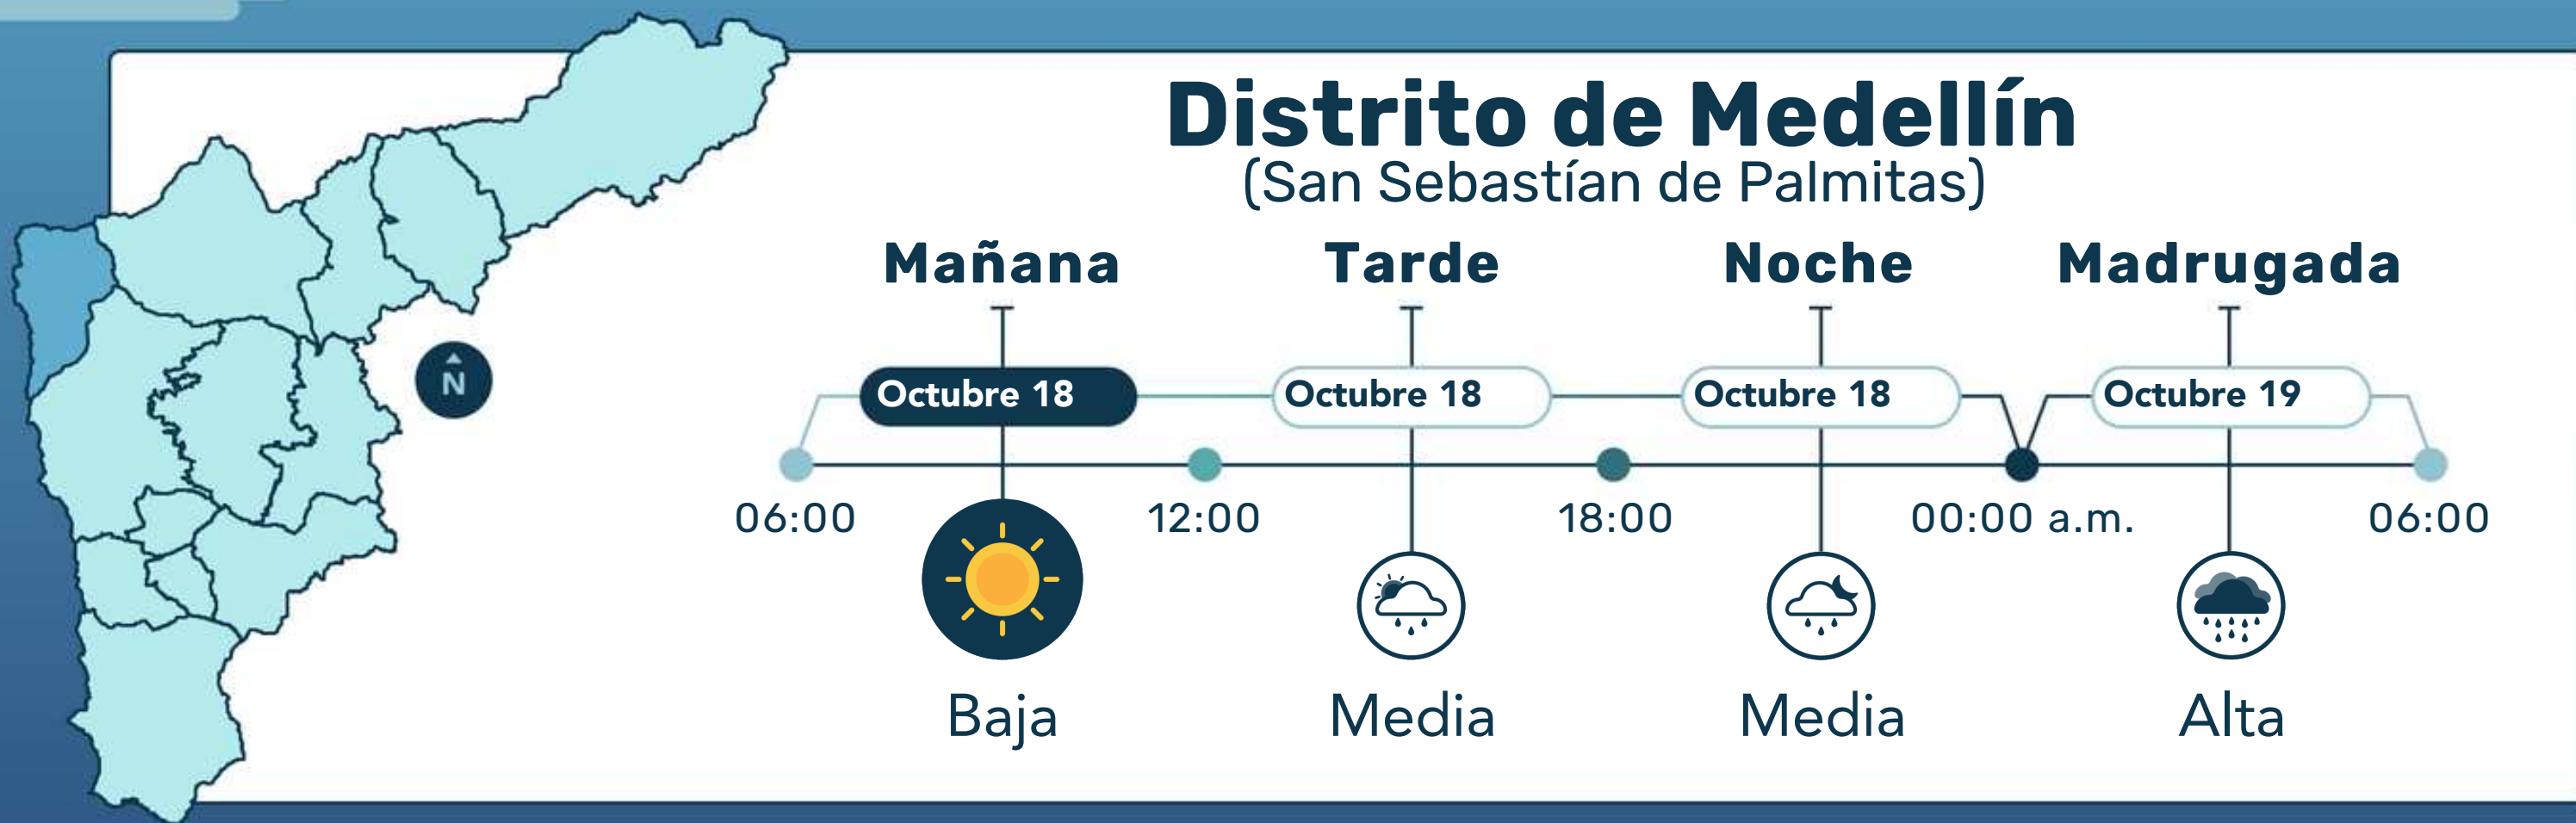 Distrito de Medellín
(San Sebastían de Palmitas)
Mañana Tarde Noche Madrugada
N
Octubre 18 Octubre 18 Octubre 18 Octubre 19
06:00 12:00 18:00 00:00 a.m. 06:00
Baja Media Media Alta